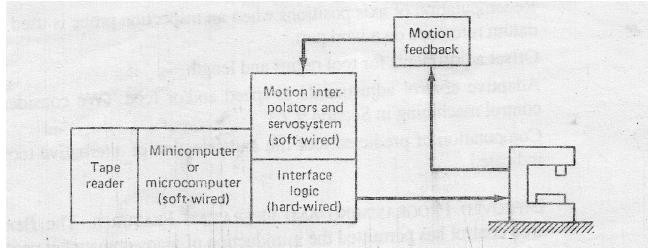 Motion
feedback
Motion inter-
polators and
servosystem
(soft-wired)
Tape
reader
Minicomputer
or
microcomputer
(soft-wired)
Interface
logic
(hard-wired)